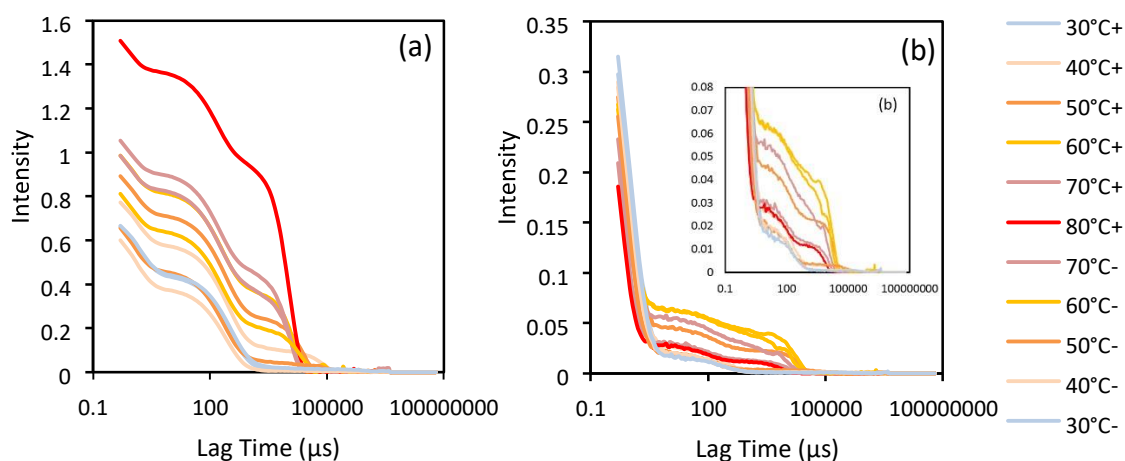 (a)
1.6
1.4
1.2
1
0.8
0.6
0.4
0.2
0
Intensity
0.1 100 100000 100000000
Lag Time (μs)
(b)
0.35
0.3
0.25
0.2
0.15
0.1
0.05
0
Intensity
0.1 100 100000 100000000
Lag Time (μs)
(b)
0.08
0.07
0.06
0.05
0.04
0.03
0.02
0.01
0
0.1 100 100000 100000000
30°C+
40°C+
50°C+
60°C+
70°C+
80°C+
70°C-
60°C-
50°C-
40°C-
30°C-